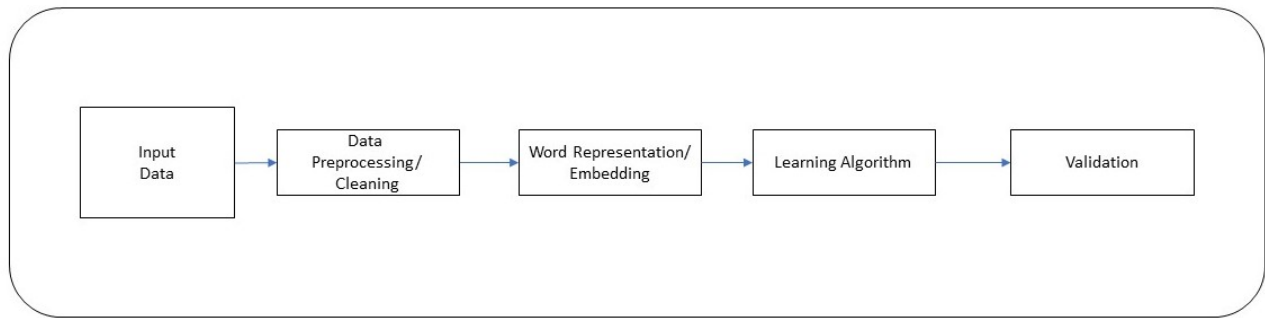 Input
Data
Data
Preprocessing/
Cleaning
Word Representation/
Embedding
Learning Algorithm
Validation